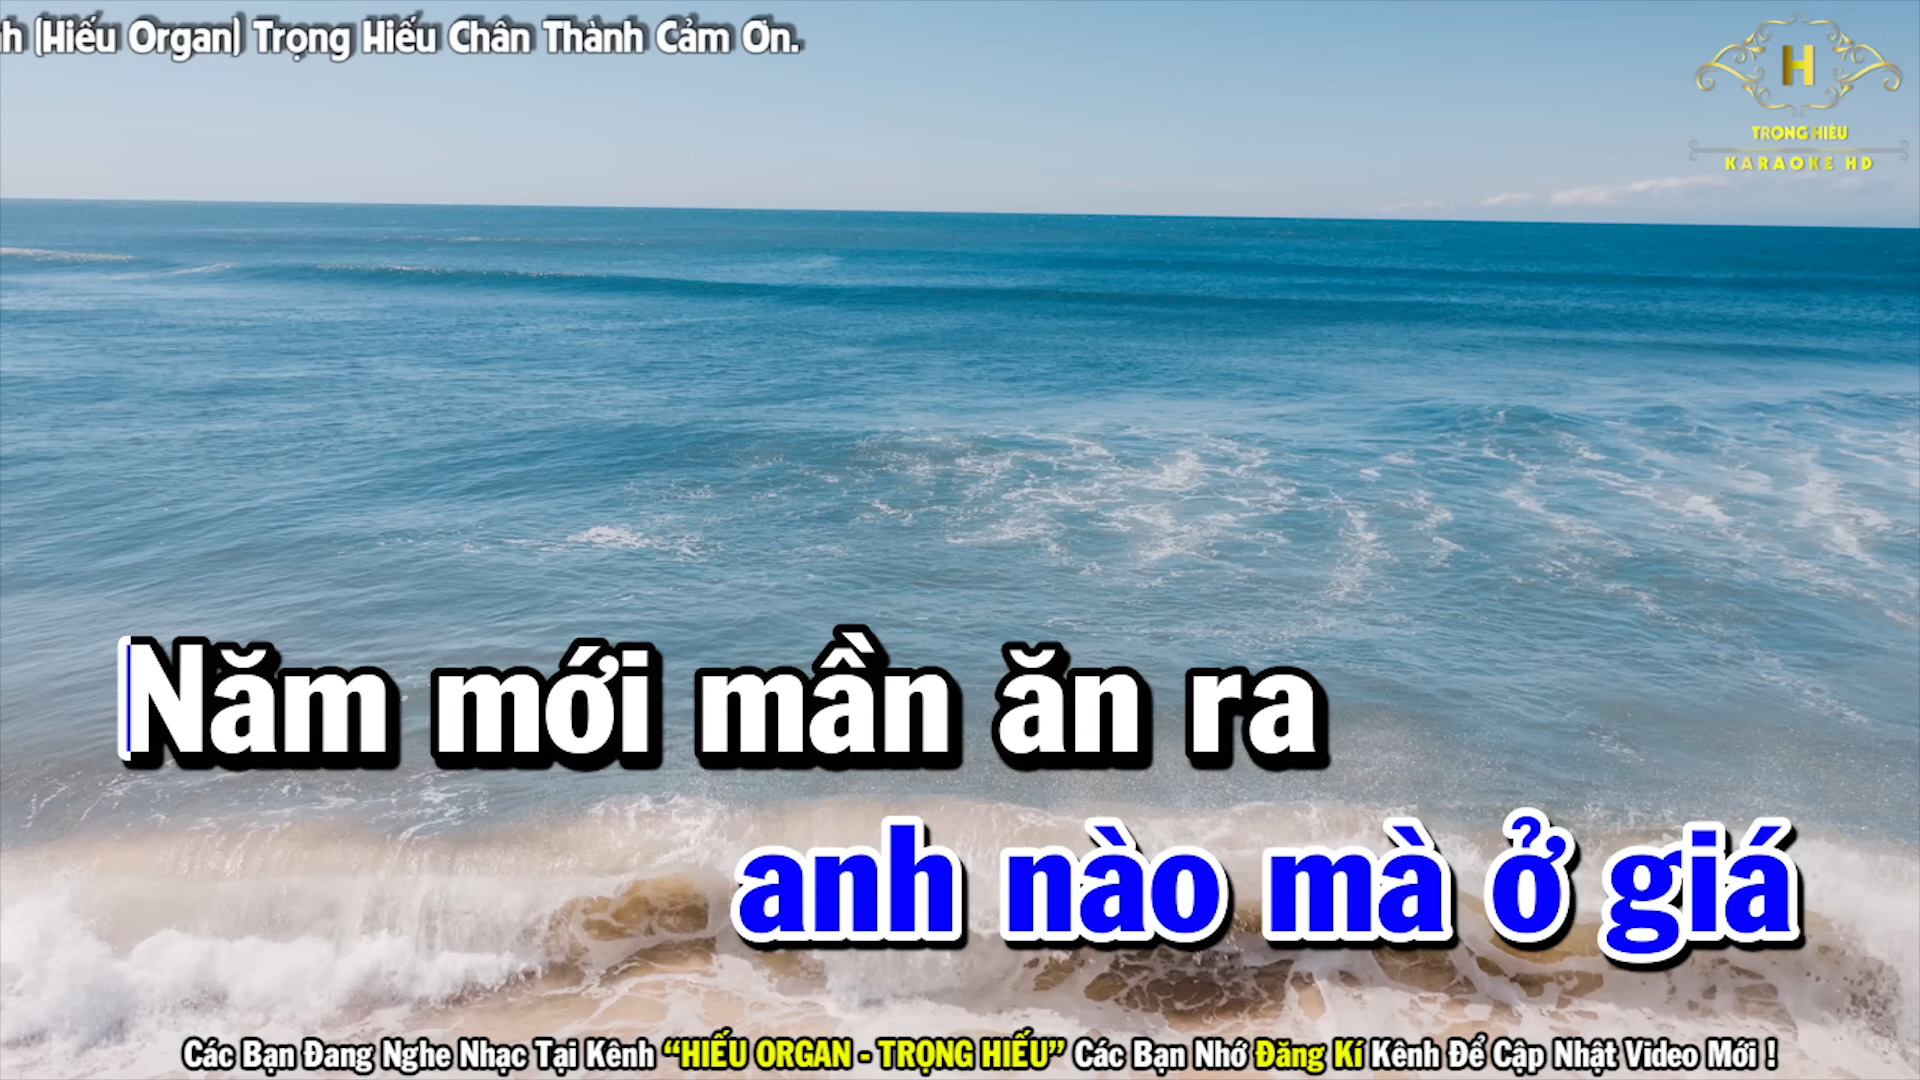 (Hiếu Organ) Trọng Hiếu Chân Thành Cảm Ơn.
H
TRỌNG HIẾU
KARAOKE HD
Năm mới mần ăn ra
anh nào mà ở giá
Các Bạn Đang Nghe Nhạc Tại Kênh “HIẾU ORGAN - TRỌNG HIẾU” Các Bạn Nhớ Đăng Kí Kênh Để Cập Nhật Video Mới !